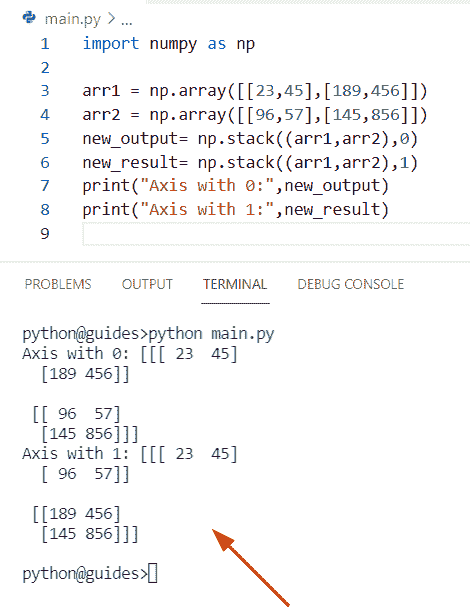 main.py > ...
1 import numpy as np
2
3 arr1 = np.array([[23,45],[189,456]])
4 arr2 = np.array([[96,57],[145,856]])
5 new_output= np.stack((arr1,arr2),0)
6 new_result= np.stack((arr1,arr2),1)
7 print("Axis with 0:",new_output)
8 print("Axis with 1:",new_result)
9
PROBLEMS OUTPUT TERMINAL DEBUG CONSOLE
python@guides>python main.py
Axis with 0: [[[ 23  45]
  [189 456]]
 [[ 96  57]
  [145 856]]]
Axis with 1: [[[ 23  45]
  [ 96  57]]
 [[189 456]
  [145 856]]]
python@guides>